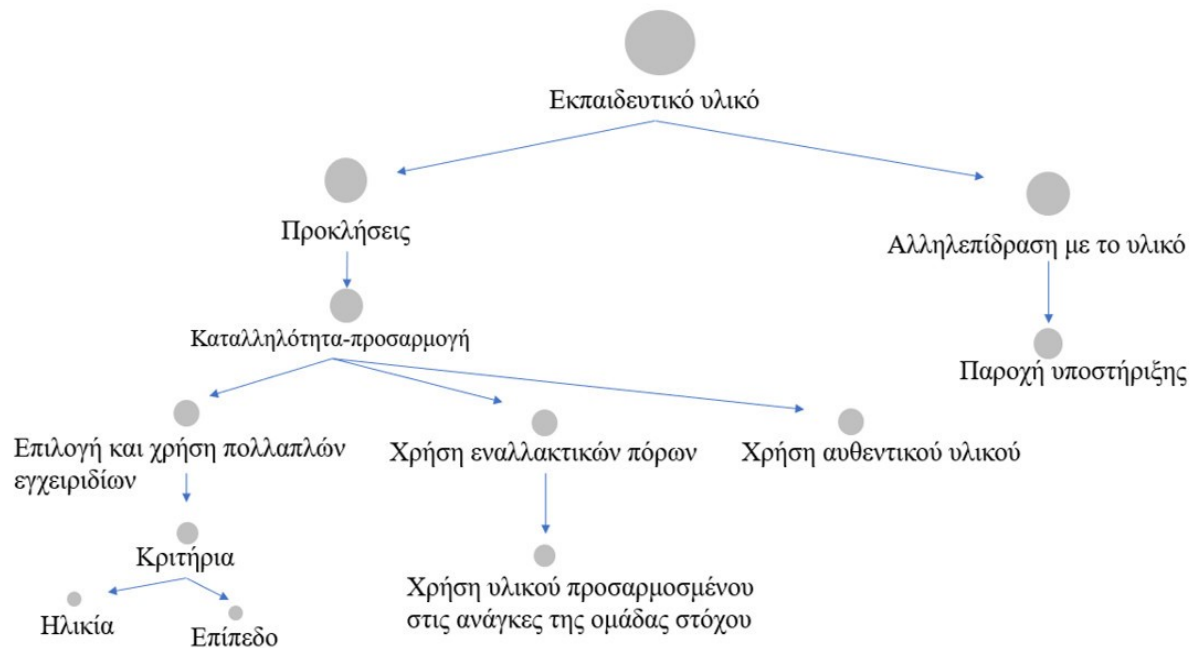 Εκπαιδευτικό υλικό
Προκλήσεις
Αλληλεπίδραση με το υλικό
Καταλληλότητα-προσαρμογή
Παροχή υποστήριξης
Επιλογή και χρήση πολλαπλών
εγχειριδίων
Χρήση εναλλακτικών πόρων
Χρήση αυθεντικού υλικού
Κριτήρια
Χρήση υλικού προσαρμοσμένου
στις ανάγκες της ομάδας στόχου
Ηλικία
Επίπεδο